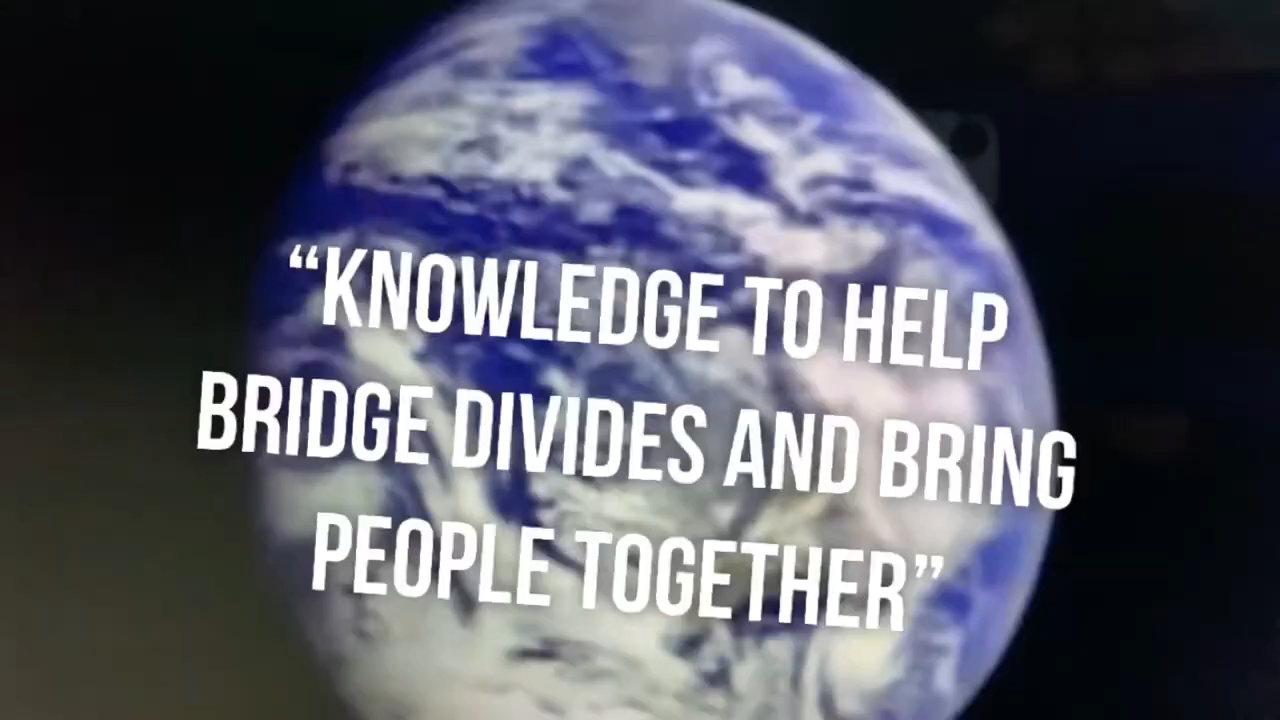 “KNOWLEDGE TO HELP
BRIDGE DIVIDES AND BRING
PEOPLE TOGETHER”